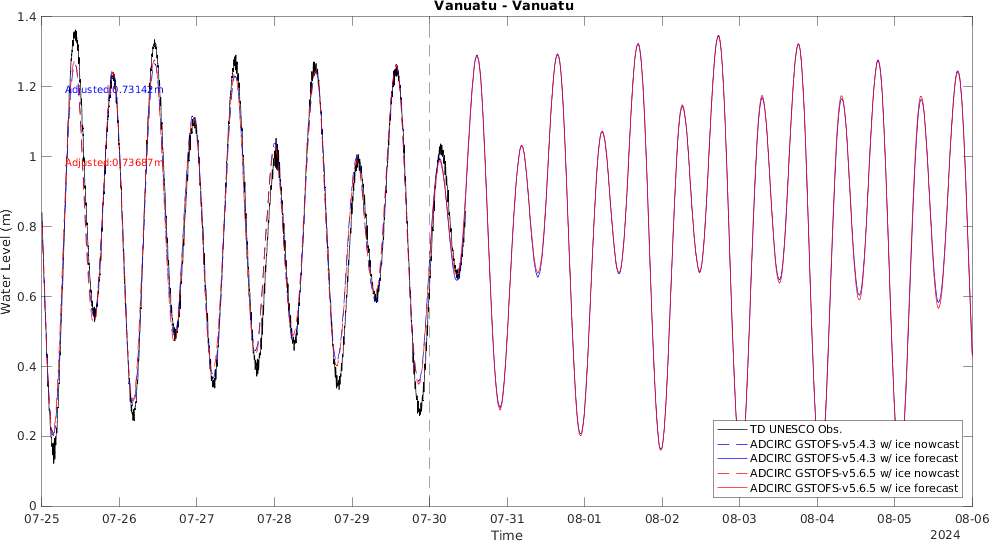 Vanuatu - Vanuatu
1.4
1.2
1
0.8
0.6
0.4
0.2
0
Water Level (m)
Adjusted:0.73142m
Adjusted:0.73687m
TD UNESCO Obs.
ADCIRC GSTOFS-v5.4.3 w/ ice nowcast
ADCIRC GSTOFS-v5.4.3 w/ ice forecast
ADCIRC GSTOFS-v5.6.5 w/ ice nowcast
ADCIRC GSTOFS-v5.6.5 w/ ice forecast
07-25 07-26 07-27 07-28 07-29 07-30 07-31 08-01 08-02 08-03 08-04 08-05 08-06
Time
2024